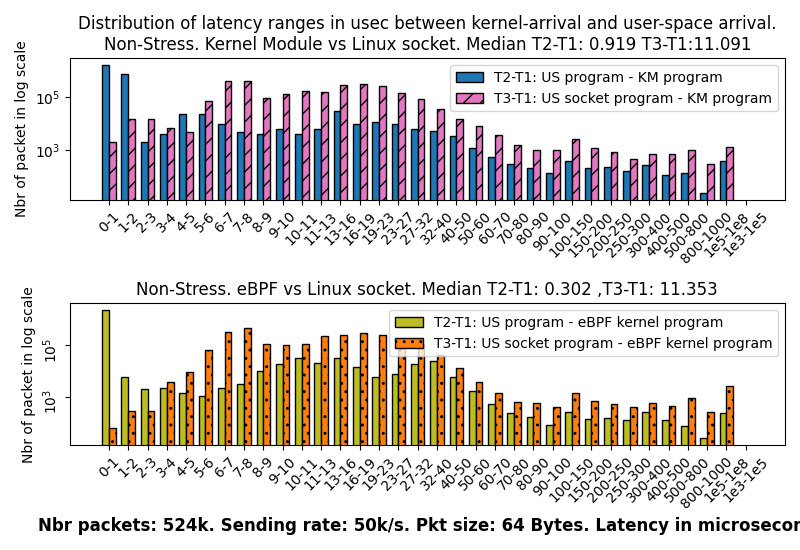 Distribution of latency ranges in usec between kernel-arrival and user-space arrival.
Non-Stress. Kernel Module vs Linux socket. Median T2-T1: 0.919 T3-T1:11.091
Nbr of packet in log scale
10⁵
10³
T2-T1: US program - KM program
T3-T1: US socket program - KM program
0-1 1-2 2-3 3-4 4-5 5-6 6-7 7-8 8-9 9-10 10-11 11-13 13-16 16-19 19-23 23-27 27-32 32-40 40-50 50-60 60-70 70-80 80-90 90-100 100-150 150-200 200-250 250-300 300-400 400-500 500-800 800-1000 1e5-1e8 1e3-1e5
Non-Stress. eBPF vs Linux socket. Median T2-T1: 0.302 ,T3-T1: 11.353
Nbr of packet in log scale
10⁵
10³
T2-T1: US program - eBPF kernel program
T3-T1: US socket program - eBPF kernel program
0-1 1-2 2-3 3-4 4-5 5-6 6-7 7-8 8-9 9-10 10-11 11-13 13-16 16-19 19-23 23-27 27-32 32-40 40-50 50-60 60-70 70-80 80-90 90-100 100-150 150-200 200-250 250-300 300-400 400-500 500-800 800-1000 1e5-1e8 1e3-1e5
Nbr packets: 524k. Sending rate: 50k/s. Pkt size: 64 Bytes. Latency in microsecor